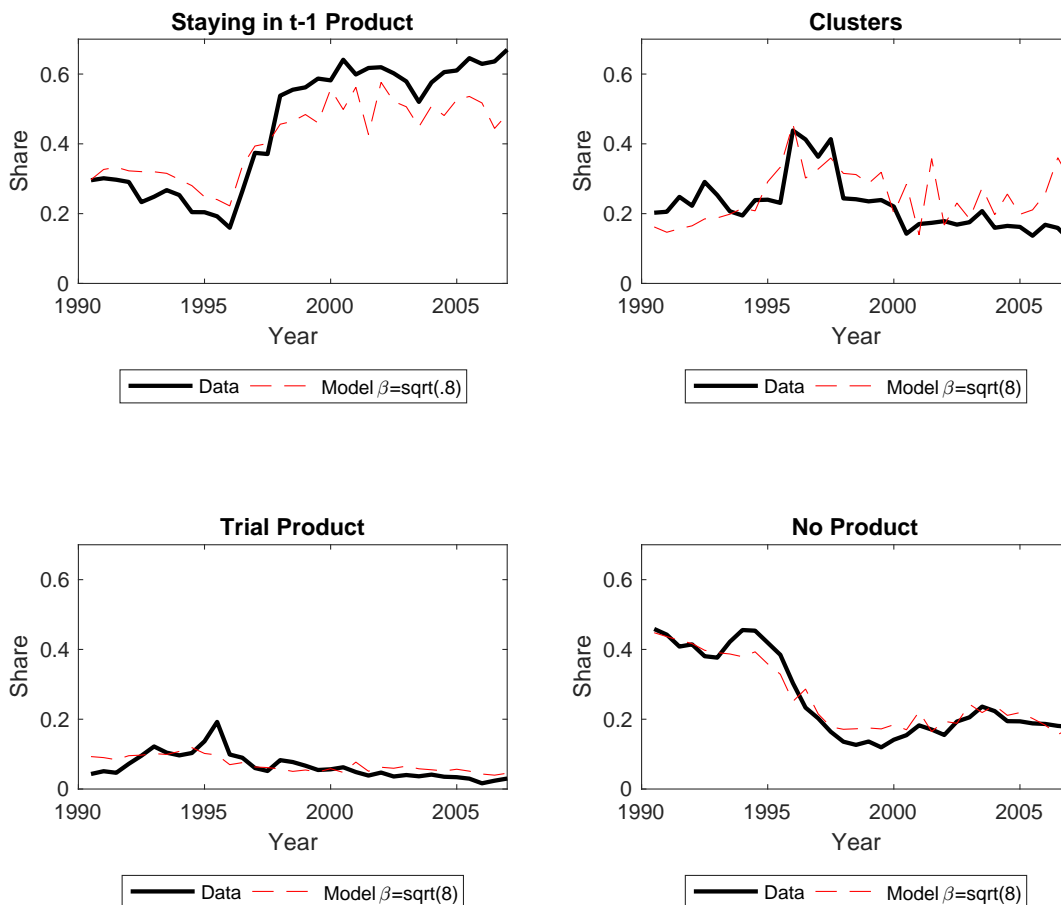 Staying in t-1 Product
Share
0.6
0.4
0.2
0
1990 1995 2000 2005
Year
Data Model β=sqrt(.8)
Clusters
Share
0.6
0.4
0.2
0
1990 1995 2000 2005
Year
Data Model β=sqrt(8)
Trial Product
Share
0.6
0.4
0.2
0
1990 1995 2000 2005
Year
Data Model β=sqrt(8)
No Product
Share
0.6
0.4
0.2
0
1990 1995 2000 2005
Year
Data Model β=sqrt(8)